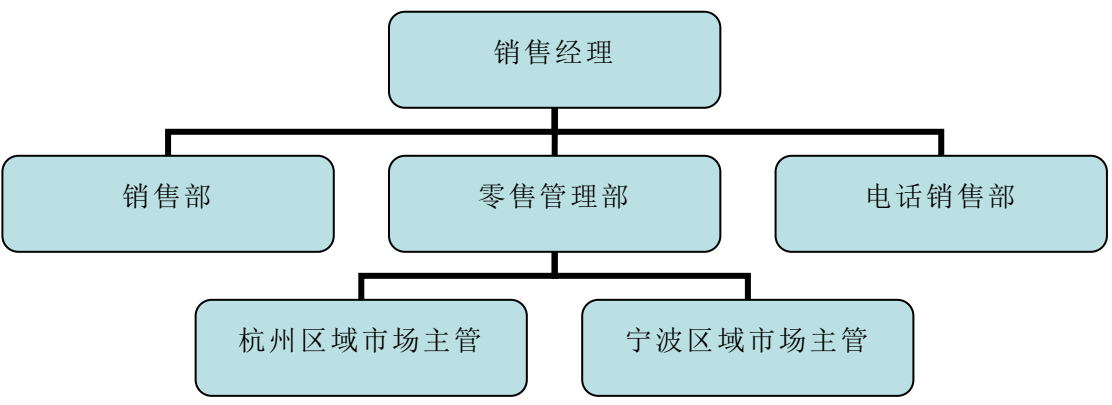 销售经理
销售部
零售管理部
电话销售部
杭州区域市场主管
宁波区域市场主管